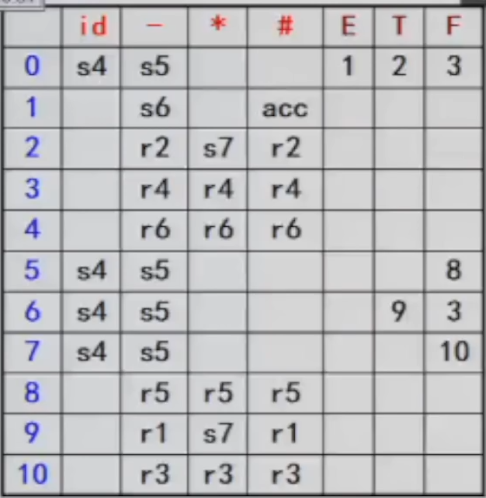 id - * # E T F
0 s4 s5 1 2 3
1 s6 acc
2 r2 s7 r2
3 r4 r4 r4
4 r6 r6 r6
5 s4 s5 8
6 s4 s5 9 3
7 s4 s5 10
8 r5 r5 r5
9 r1 s7 r1
10 r3 r3 r3